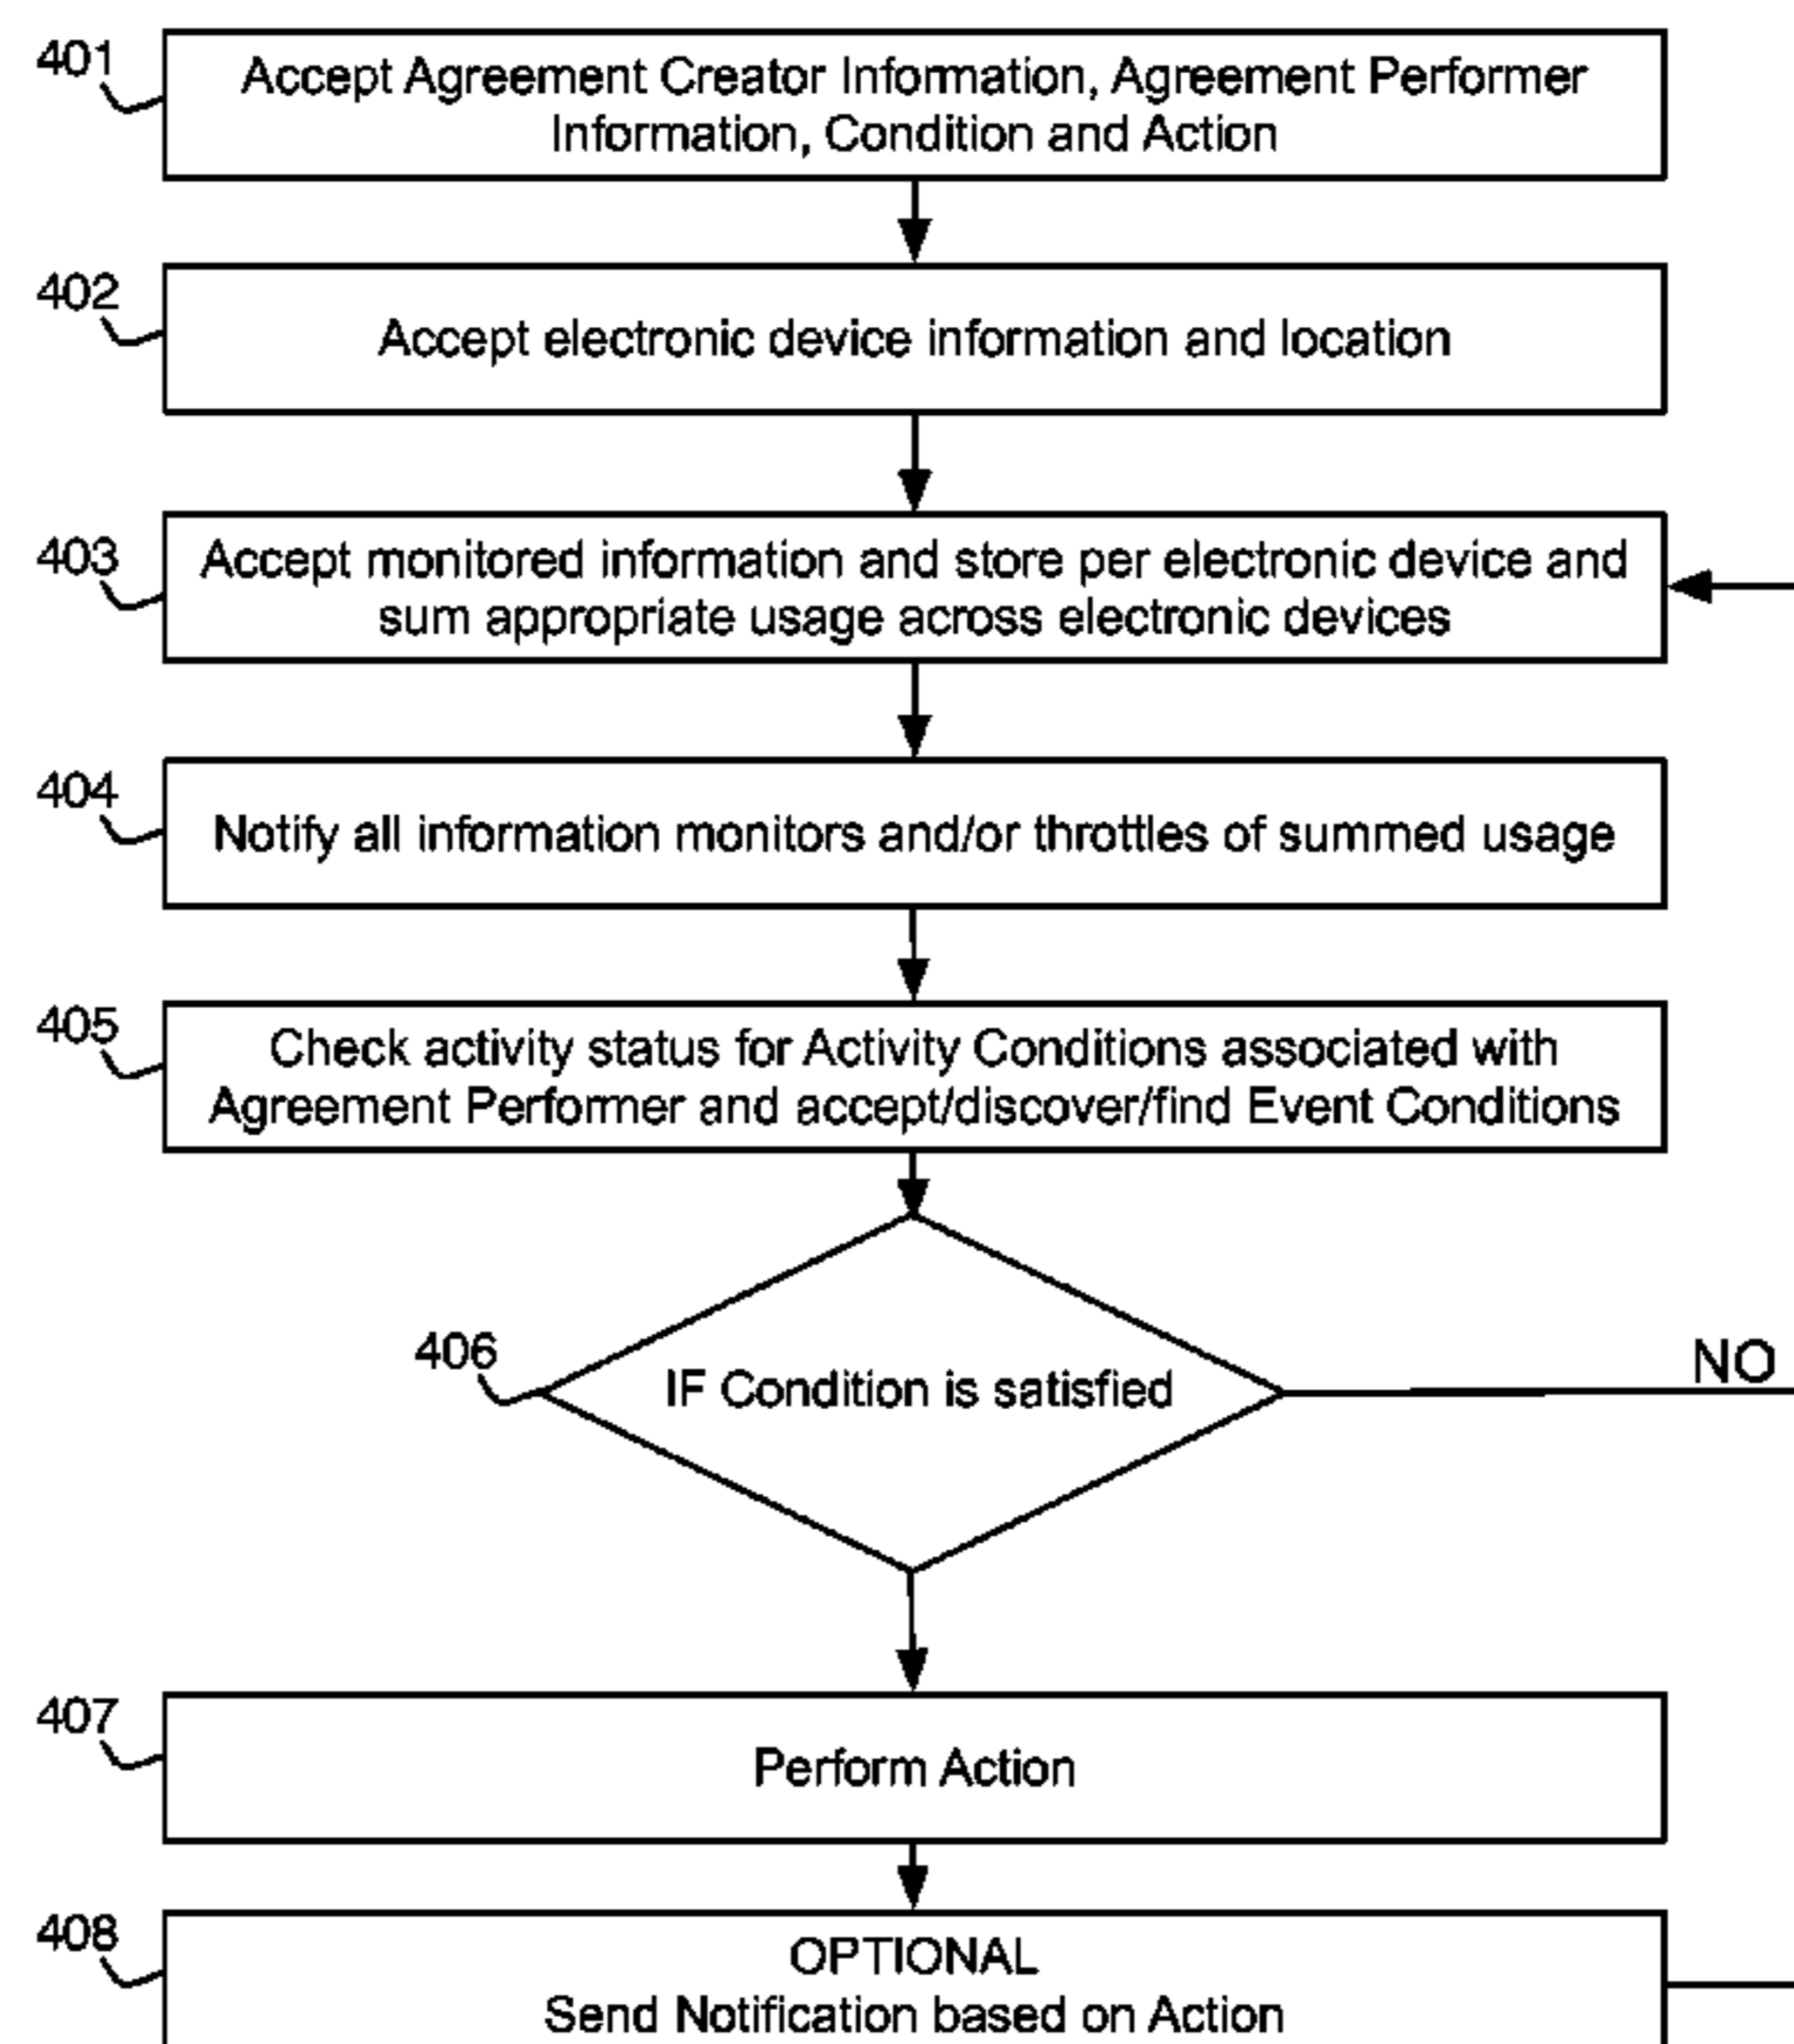 401
Accept Agreement Creator Information, Agreement Performer
Information, Condition and Action
402
Accept electronic device information and location
403
Accept monitored information and store per electronic device and
sum appropriate usage across electronic devices
404
Notify all information monitors and/or throttles of summed usage
405
Check activity status for Activity Conditions associated with
Agreement Performer and accept/discover/find Event Conditions
406
IF Condition is satisfied
NO
407
Perform Action
408
OPTIONAL
Send Notification based on Action